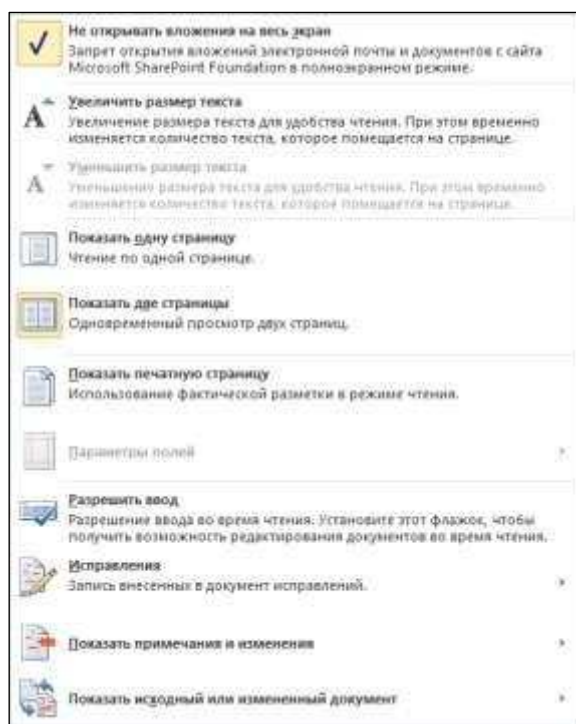 Не открывать вложения на весь экран
Запрет открытия вложений электронной почты и документов с сайта
Microsoft SharePoint Foundation в полноэкранном режиме.
Увеличить размер текста
Увеличение размера текста для удобства чтения. При этом временно
изменяется количество текста, которое помещается на странице.
Уменьшить размер текста
Уменьшение размера текста для удобства чтения. При этом временно
изменяется количество текста, которое помещается на странице.
Показать одну страницу
Чтение по одной странице.
Показать две страницы
Одновременный просмотр двух страниц.
Показать печатную страницу
Использование фактической разметки в режиме чтения.
Параметры полей
Разрешить ввод
Разрешение ввода во время чтения. Установите этот флажок, чтобы
получить возможность редактирования документов во время чтения.
Исправления
Запись внесенных в документ исправлений.
Показать примечания и изменения
Показать исходный или измененный документ